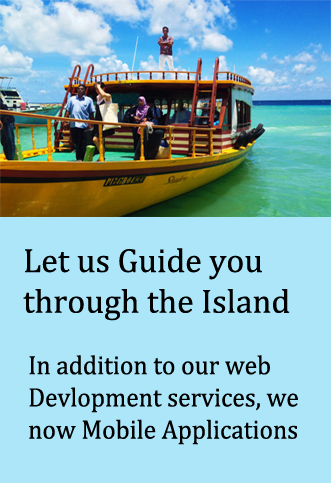 Let us Guide you
through the Island
In addition to our web
Devlopment services, we
now Mobile Applications